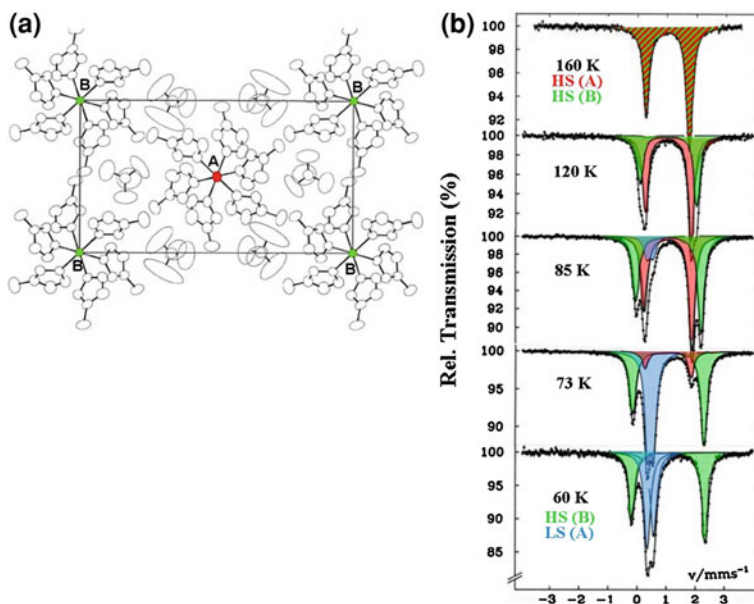 (a)
B
B
A
B
B
(b)
Rel. Transmission (%)
100
98
96
94
92
160 K
HS (A)
HS (B)
100
98
96
94
92
120 K
100
98
96
94
92
90
85 K
100
95
90
73 K
100
95
90
85
60 K
HS (B)
LS (A)
v/mms⁻¹
-3 -2 -1 0 1 2 3